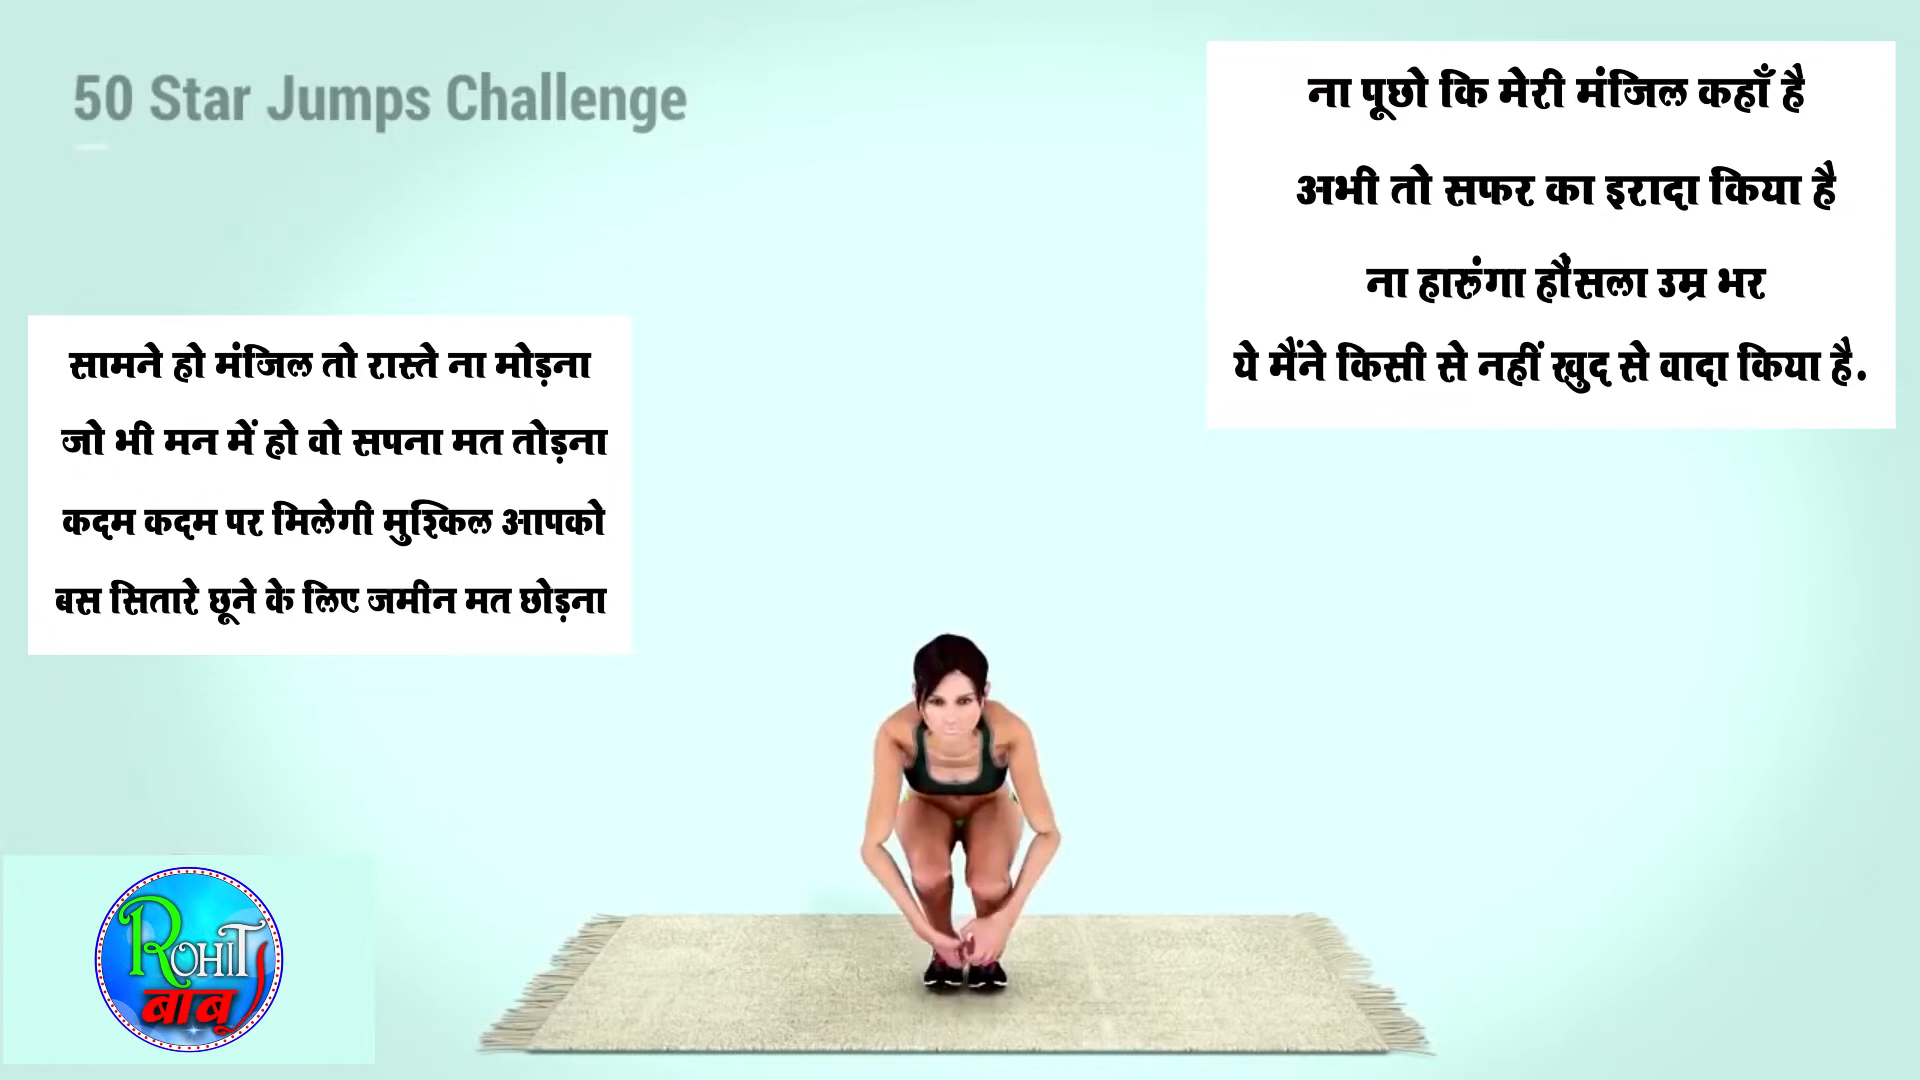 50 Star Jumps Challenge
ना पूछो कि मेरी मंजिल कहाँ है
अभी तो सफर का इरादा किया है
ना हारुंगा हौंसला उम्र भर
ये मैंने किसी से नहीं खुद से वादा किया है.
सामने हो मंजिल तो रास्ते ना मोड़ना
जो भी मन में हो वो सपना मत तोड़ना
कदम कदम पर मिलेगी मुश्किल आपको
बस सितारे छूने के लिए जमीन मत छोड़ना
ROHIT
बाबू